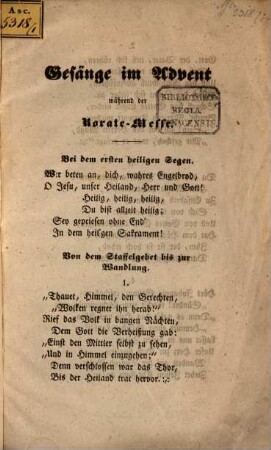 Asc.
5318/1
Gesänge im Advent
während der
Rorate-Messe.
BIBLIOTHECA
REGIA
MONACENSIS.
Bei dem ersten heiligen Segen.
Wir beten an, dich, wahres Engelbrod,
O Jesu, unser Heiland, Herr und Gott!
Heilig, heilig, heilig,
Du bist allzeit heilig;
Sey gepriesen ohne End'
In dem heil'gen Sakrament!
Von dem Staffelgebet bis zur
Wandlung.
1.
„Thauet, Himmel, den Gerechten,
„Wolken regnet ihn herab!“
Rief das Volk in bangen Nächten,
Dem Gott die Verheißung gab:
„Einst den Mittler selbst zu sehen,
„Und in Himmel einzugehen:“
Denn verschlossen war das Thor,
Bis der Heiland trat hervor.